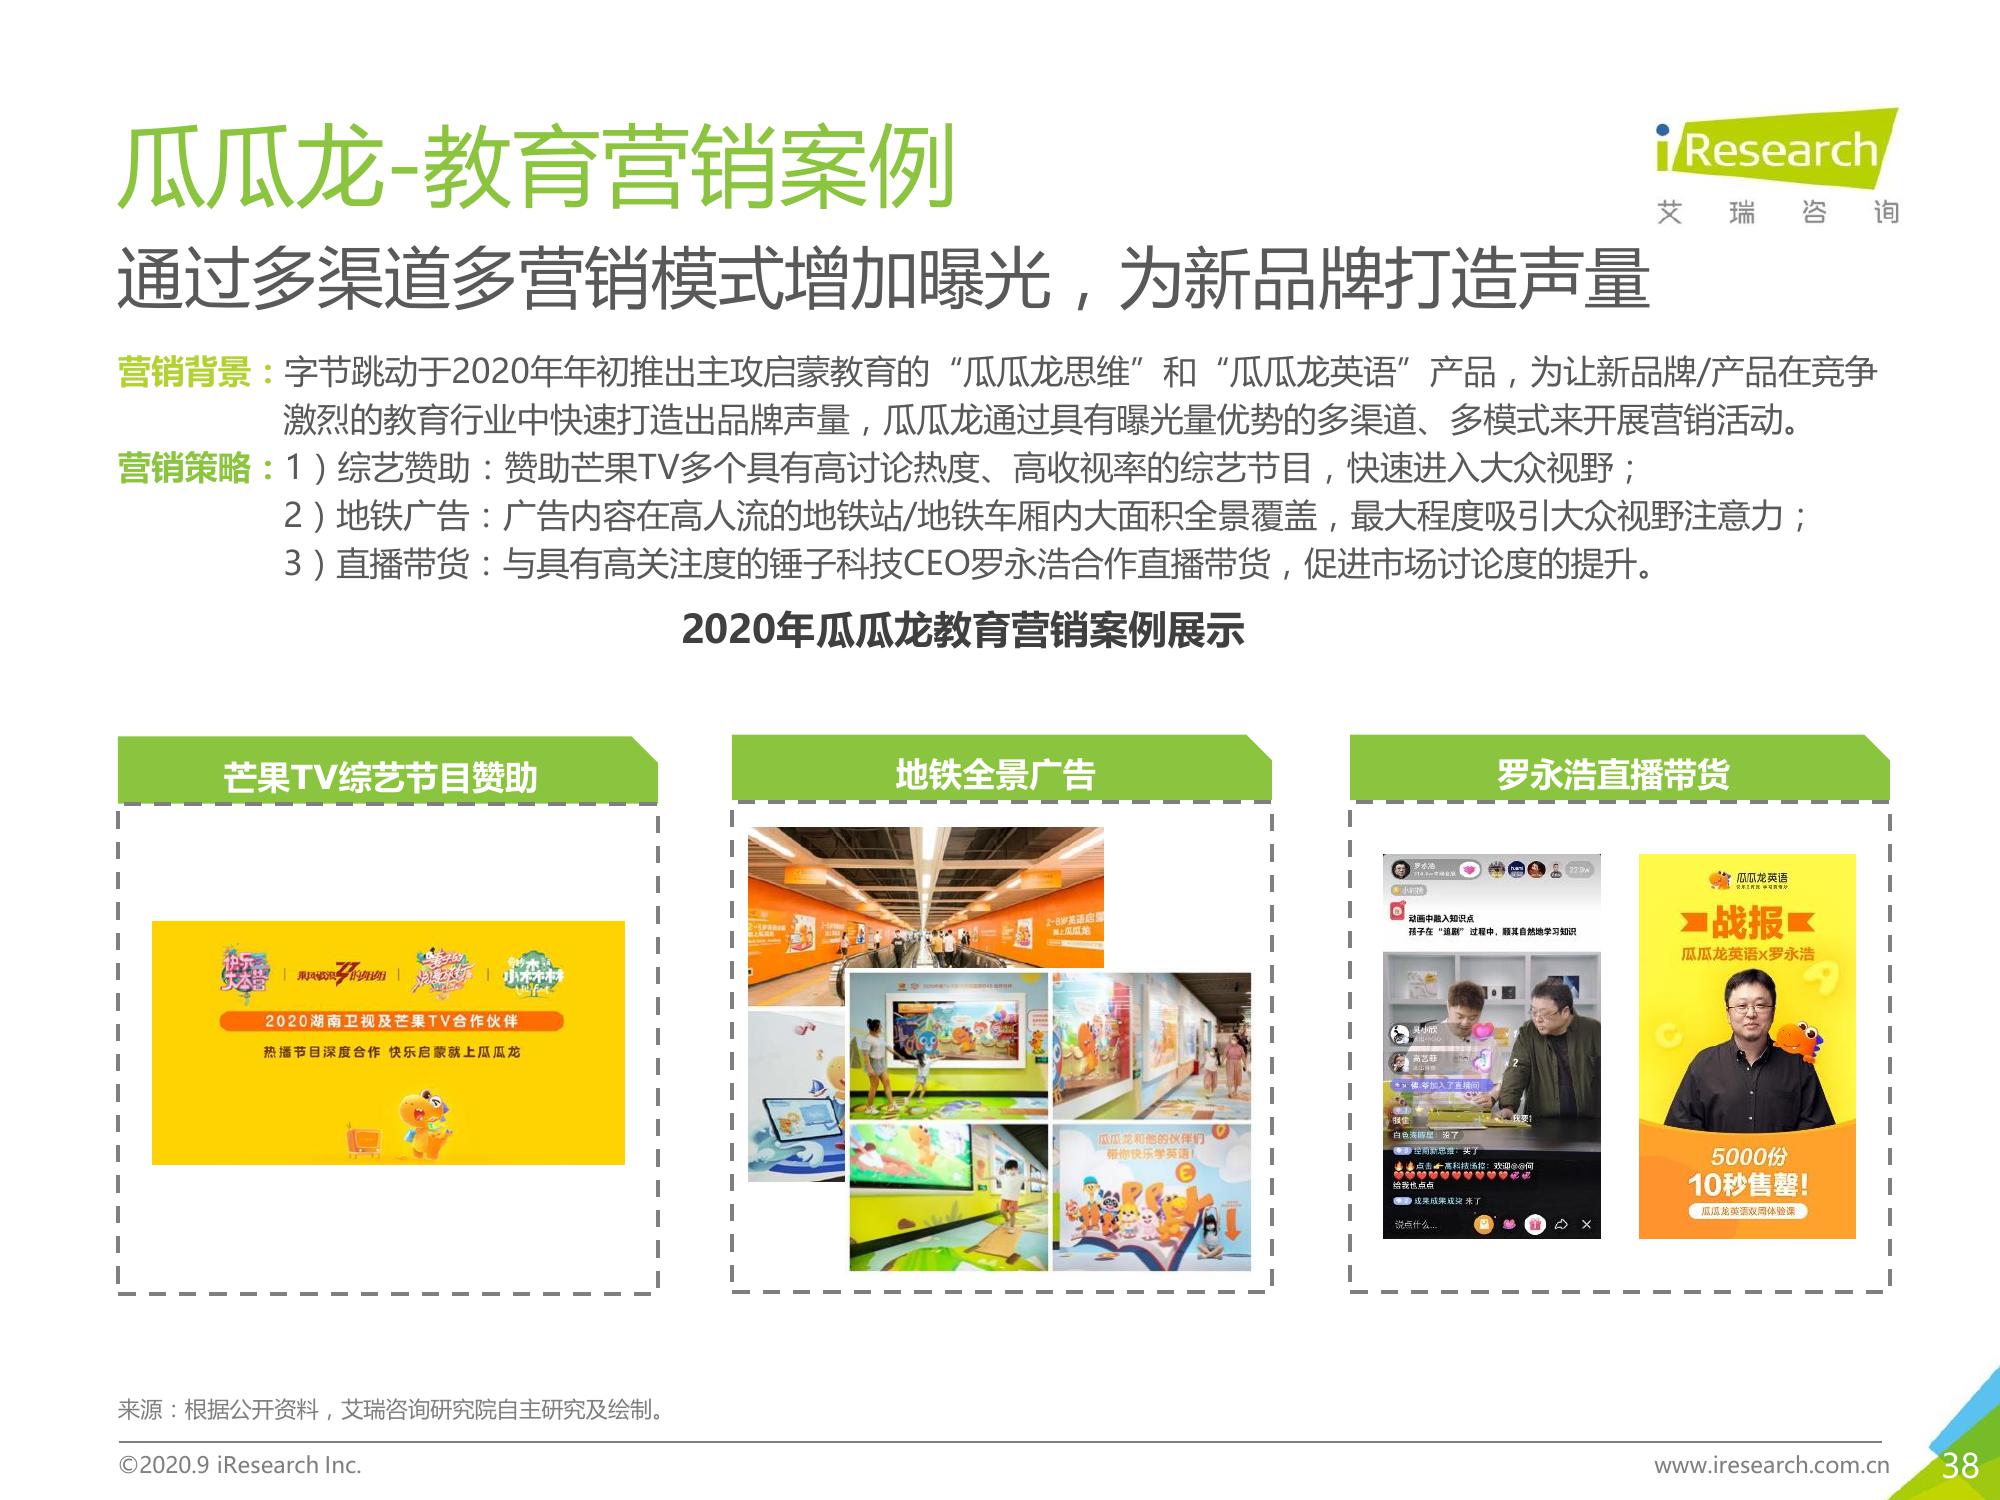 瓜瓜龙-教育营销案例
iResearch
艾瑞咨询
通过多渠道多营销模式增加曝光，为新品牌打造声量
营销背景：字节跳动于2020年年初推出主攻启蒙教育的“瓜瓜龙思维”和“瓜瓜龙英语”产品，为让新品牌/产品在竞争
激烈的教育行业中快速打造出品牌声量，瓜瓜龙通过具有曝光量优势的多渠道、多模式来开展营销活动。
营销策略：1）综艺赞助：赞助芒果TV多个具有高讨论热度、高收视率的综艺节目，快速进入大众视野；
2）地铁广告：广告内容在高人流的地铁站/地铁车厢内大面积全景覆盖，最大程度吸引大众视野注意力；
3）直播带货：与具有高关注度的锤子科技CEO罗永浩合作直播带货，促进市场讨论度的提升。
2020年瓜瓜龙教育营销案例展示
芒果TV综艺节目赞助
快乐大本营
2020湖南卫视及芒果TV合作伙伴
热播节目深度合作 快乐启蒙就上瓜瓜龙
地铁全景广告
瓜瓜龙和他的伙伴们
带你快乐学英语!
罗永浩直播带货
罗永浩
动画中融入知识点
孩子在“追剧”过程中，顺其自然地学习知识
说点什么...
瓜瓜龙英语
战报
瓜瓜龙英语x罗永浩
5000份
10秒售罄!
瓜瓜龙英语双周体验课
来源：根据公开资料，艾瑞咨询研究院自主研究及绘制。
©2020.9 iResearch Inc.
www.iresearch.com.cn
38